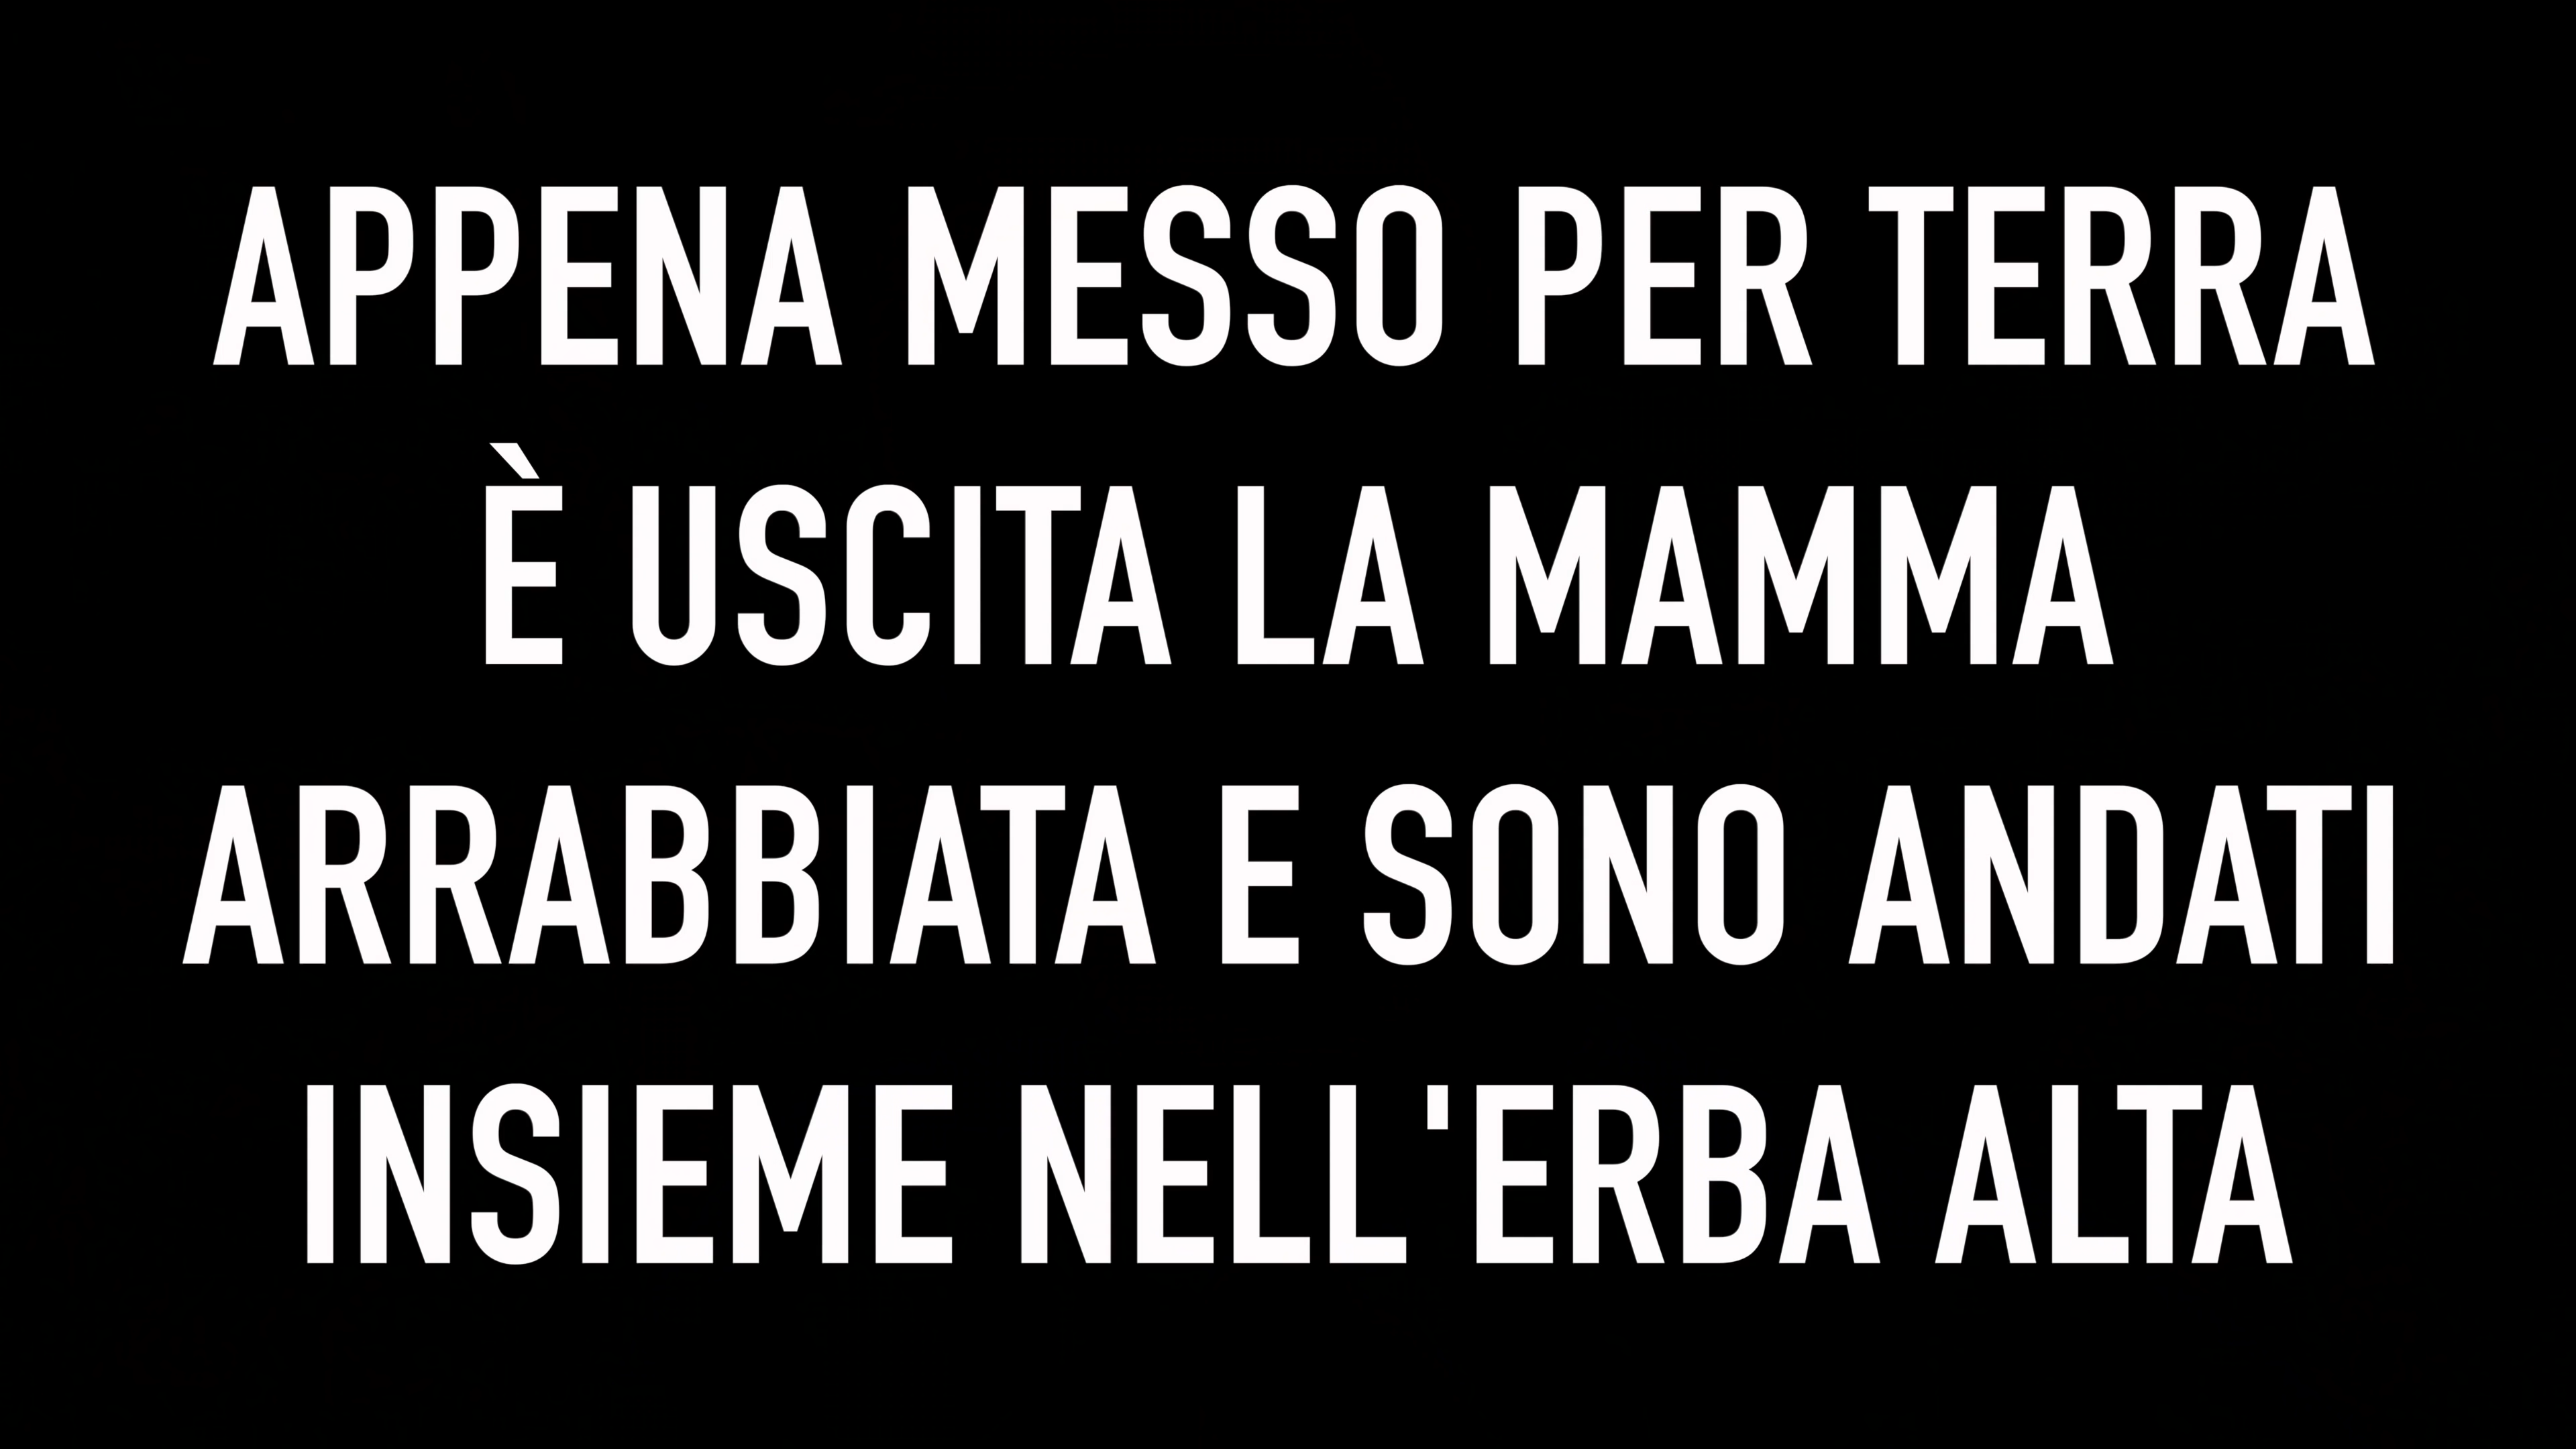 APPENA MESSO PER TERRA
È USCITA LA MAMMA
ARRABBIATA E SONO ANDATI
INSIEME NELL'ERBA ALTA